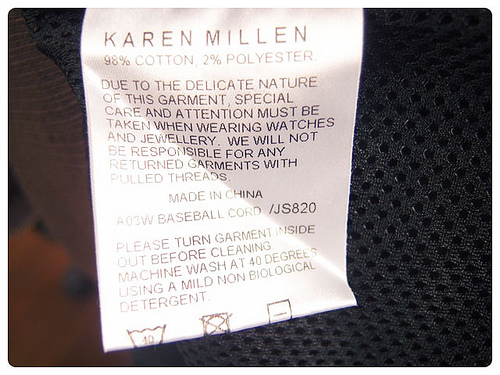 KAREN MILLEN
98% COTTON, 2% POLYESTER.
DUE TO THE DELICATE NATURE
OF THIS GARMENT, SPECIAL
CARE AND ATTENTION MUST BE
TAKEN WHEN WEARING WATCHES
AND JEWELLERY. WE WILL NOT
BE RESPONSIBLE FOR ANY
RETURNED GARMENTS WITH
PULLED THREADS.
MADE IN CHINA
A03W BASEBALL CORD /JS820
PLEASE TURN GARMENT INSIDE
OUT BEFORE CLEANING
MACHINE WASH AT 40 DEGREES
USING A MILD NON BIOLOGICAL
DETERGENT.
40